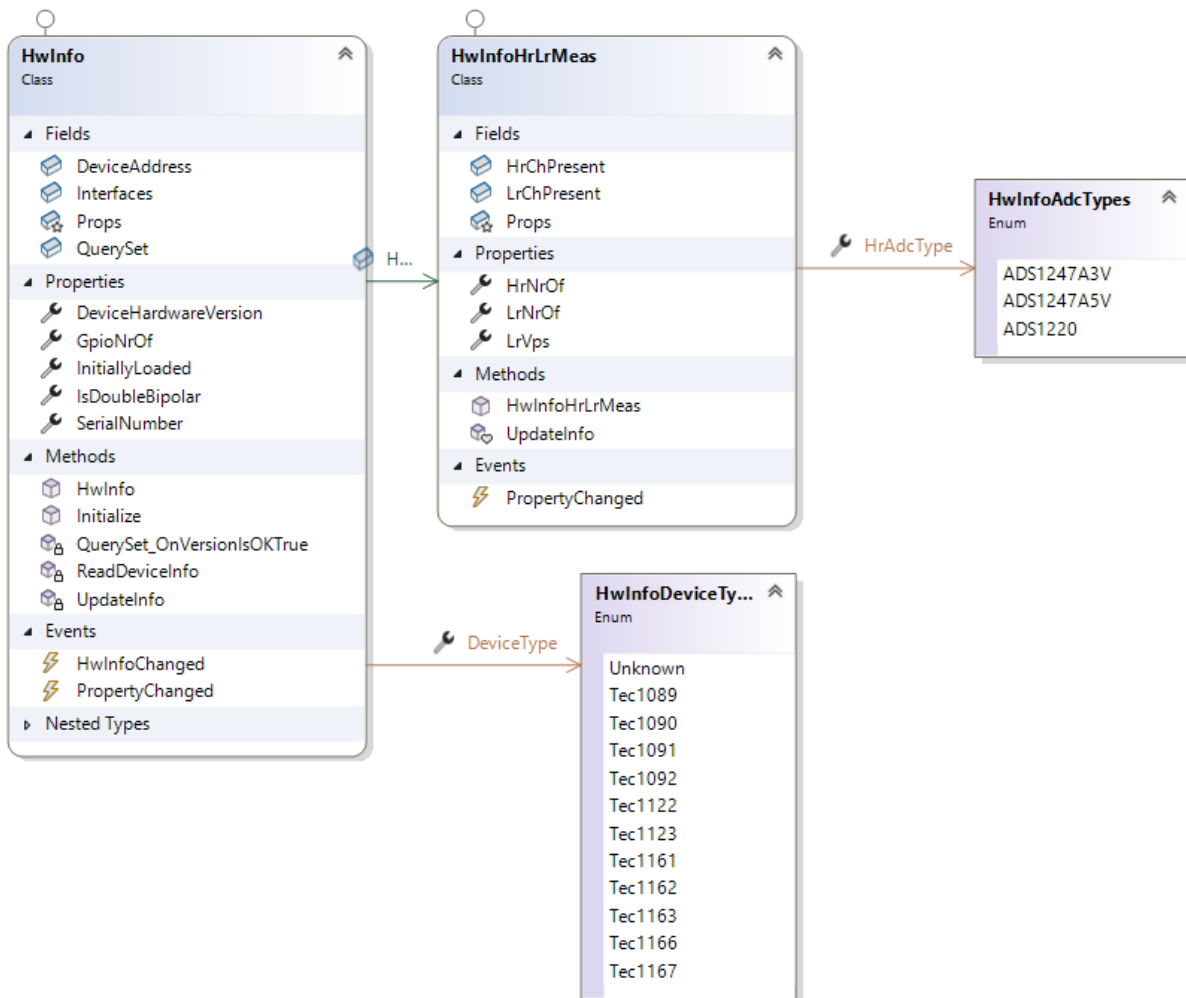 HwInfo
Class
Fields
DeviceAddress
Interfaces
Props
QuerySet
Properties
DeviceHardwareVersion
GpioNrOf
InitiallyLoaded
IsDoubleBipolar
SerialNumber
Methods
HwInfo
Initialize
QuerySet_OnVersionIsOKTrue
ReadDeviceInfo
UpdateInfo
Events
HwInfoChanged
PropertyChanged
Nested Types
H...
HwInfoHrLrMeas
Class
Fields
HrChPresent
LrChPresent
Props
Properties
HrNrOf
LrNrOf
LrVps
Methods
HwInfoHrLrMeas
UpdateInfo
Events
PropertyChanged
HrAdcType
HwInfoAdcTypes
Enum
ADS1247A3V
ADS1247A5V
ADS1220
DeviceType
HwInfoDeviceTy...
Enum
Unknown
Tec1089
Tec1090
Tec1091
Tec1092
Tec1122
Tec1123
Tec1161
Tec1162
Tec1163
Tec1166
Tec1167